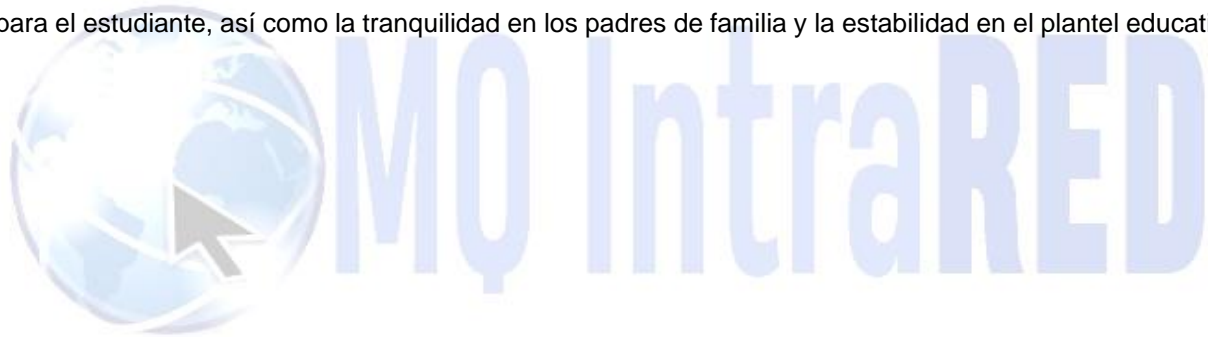 para el estudiante, así como la tranquilidad en los padres de familia y la estabilidad en el plantel educati
MQ IntraRED